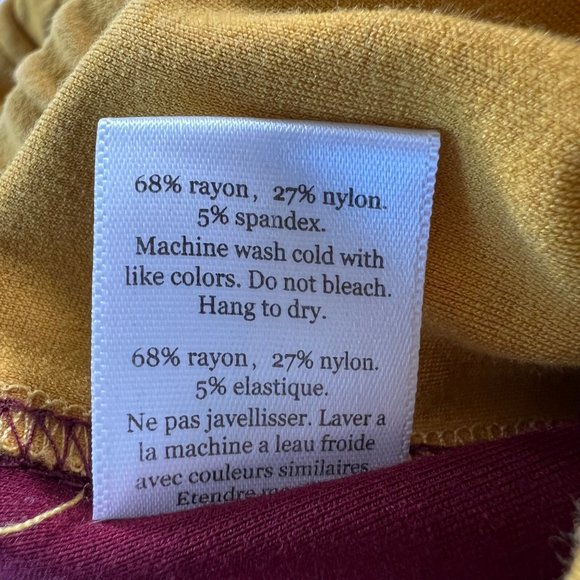 68% rayon, 27% nylon.
5% spandex.
Machine wash cold with
like colors. Do not bleach.
Hang to dry.
68% rayon, 27% nylon.
5% elastique.
Ne pas javellisser. Laver a
la machine a leau froide
avec couleurs similaires
Etendre